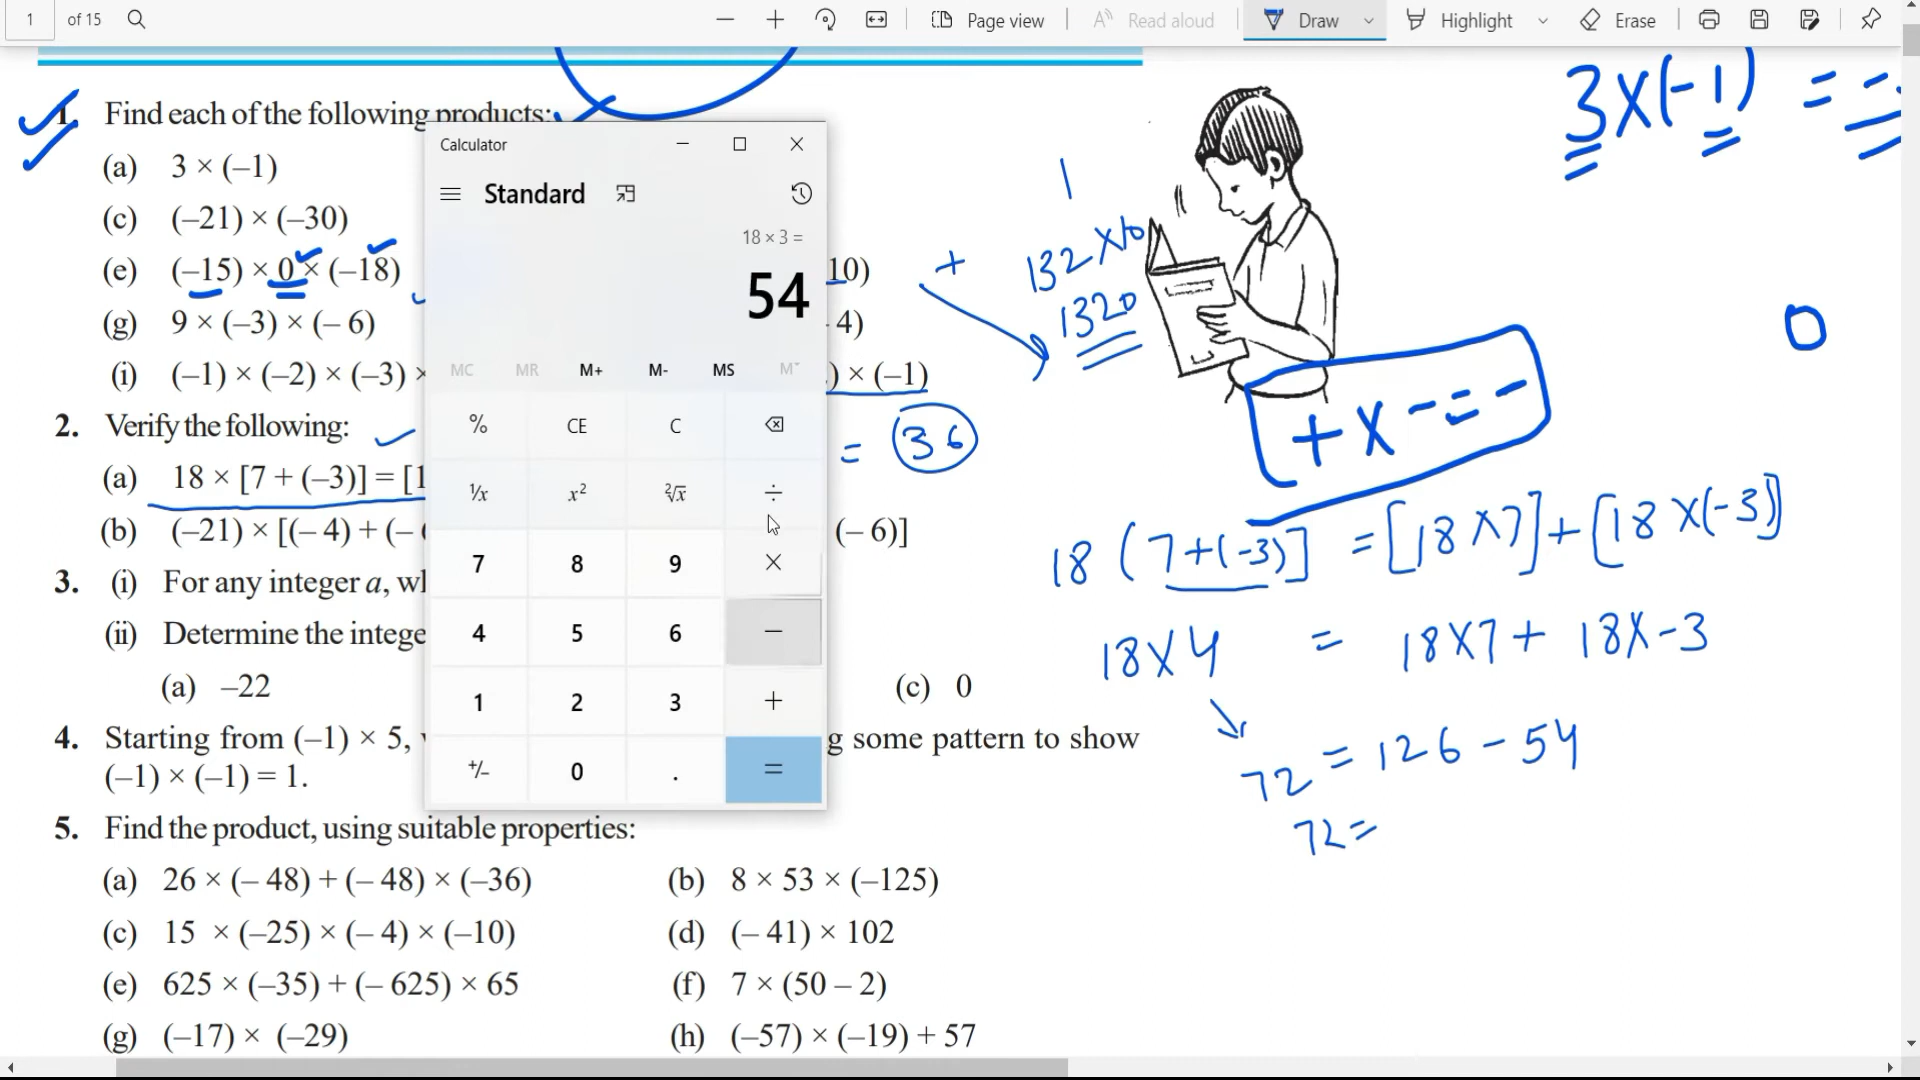 1 of 15 Page view Read aloud Draw Highlight Erase
3 x (-1) = -
1. Find each of the following products:
(a) 3 × (–1)
(c) (–21) × (–30)
(e) (–15) × 0 × (–18) 10)
(g) 9 × (–3) × (– 6) 4)
(i) (–1) × (–2) × (–3) × ) × (–1)
2. Verify the following: = 36
(a) 18 × [7 + (–3)] = [1
(b) (–21) × [(– 4) + (– (– 6)]
3. (i) For any integer a, wh
(ii) Determine the intege
(a) –22 (c) 0
4. Starting from (–1) × 5, g some pattern to show
(–1) × (–1) = 1.
5. Find the product, using suitable properties:
(a) 26 × (– 48) + (– 48) × (–36) (b) 8 × 53 × (–125)
(c) 15 × (–25) × (– 4) × (–10) (d) (– 41) × 102
(e) 625 × (–35) + (– 625) × 65 (f) 7 × (50 – 2)
(g) (–17) × (–29) (h) (–57) × (–19) + 57
Calculator
Standard
18 × 3 =
54
MC MR M+ M- MS M˅
% CE C
¹/x x² ²√x ÷
7 8 9 ×
4 5 6 −
1 2 3 +
+/− 0 . =
1
+ 132 x 10
1320
0
+ x - = -
18 (7+(-3)] = [18 x 7] + [18 x (-3)]
18 x 4 = 18 x 7 + 18 x -3
72 = 126 - 54
72 =